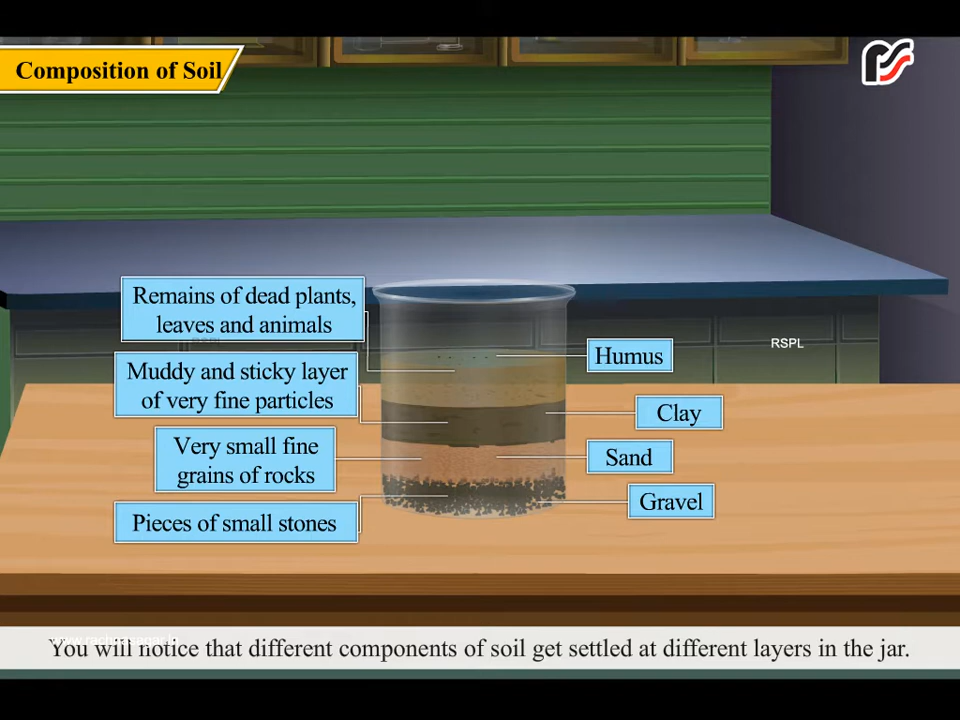 Composition of Soil
Remains of dead plants,
leaves and animals
Humus
RSPL
Muddy and sticky layer
of very fine particles
Clay
Very small fine
grains of rocks
Sand
Pieces of small stones
Gravel
You will notice that different components of soil get settled at different layers in the jar.